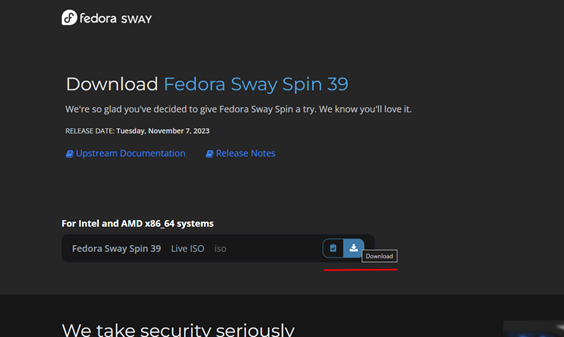 fedora SWAY
Download Fedora Sway Spin 39
We're so glad you've decided to give Fedora Sway Spin a try. We know you'll love it.
RELEASE DATE: Tuesday, November 7, 2023
Upstream Documentation Release Notes
For Intel and AMD x86_64 systems
Fedora Sway Spin 39 Live ISO iso
Download
We take security seriously